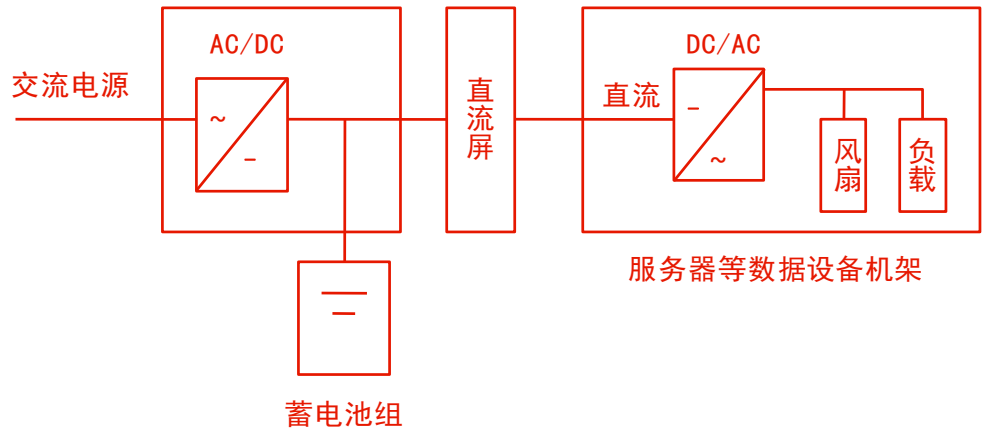 AC/DC
DC/AC
交流电源
直流屏
直流
~
-
-
~
风扇
负载
服务器等数据设备机架
蓄电池组